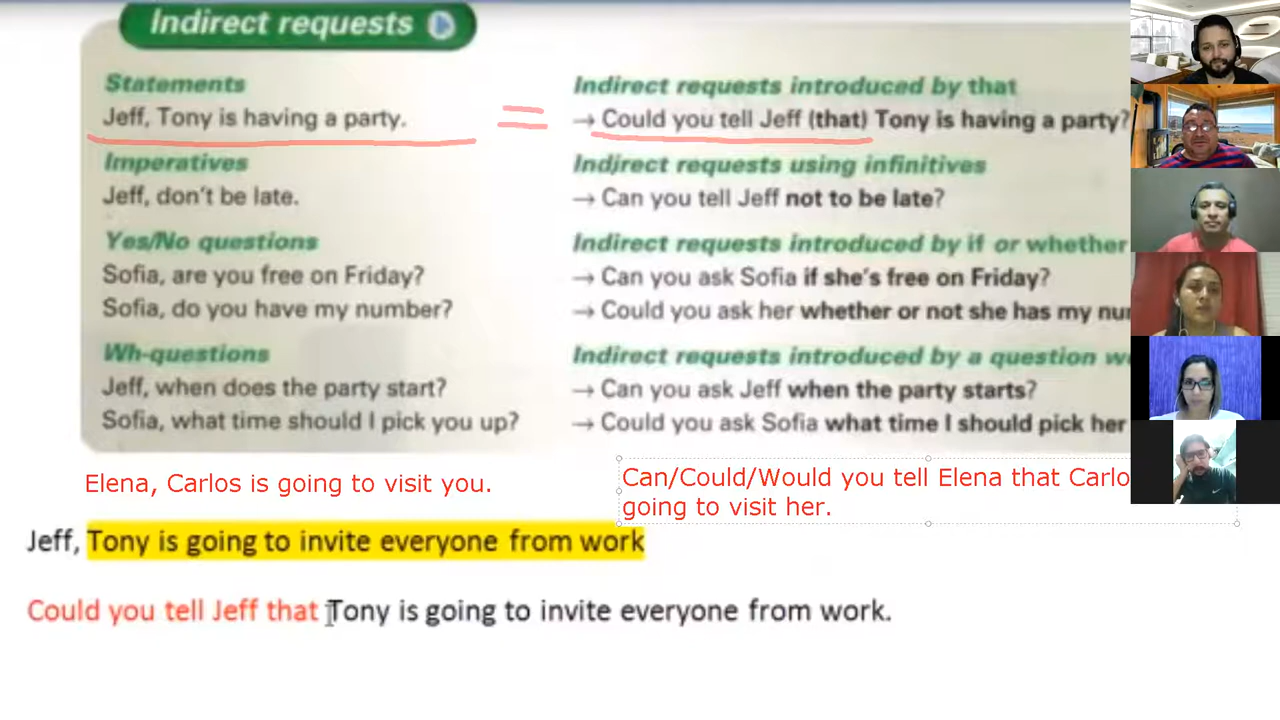 Indirect requests
Statements
Jeff, Tony is having a party.
=
Indirect requests introduced by that
→ Could you tell Jeff (that) Tony is having a party?
Imperatives
Jeff, don't be late.
Indirect requests using infinitives
→ Can you tell Jeff not to be late?
Yes/No questions
Sofia, are you free on Friday?
Sofia, do you have my number?
Indirect requests introduced by if or whether
→ Can you ask Sofia if she's free on Friday?
→ Could you ask her whether or not she has my
Wh-questions
Jeff, when does the party start?
Sofia, what time should I pick you up?
Indirect requests introduced by a question
→ Can you ask Jeff when the party starts?
→ Could you ask Sofia what time I should pick her
Elena, Carlos is going to visit you.
Can/Could/Would you tell Elena that
going to visit her.
Jeff, Tony is going to invite everyone from work
Could you tell Jeff that Tony is going to invite everyone from work.